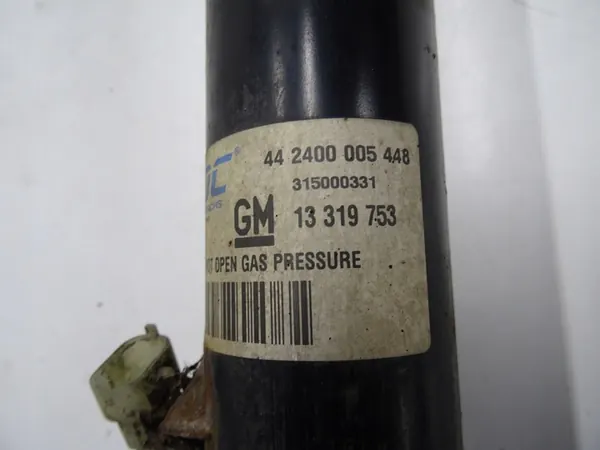 44 2400 005 448
315000331
GM 13 319 753
OPEN GAS PRESSURE